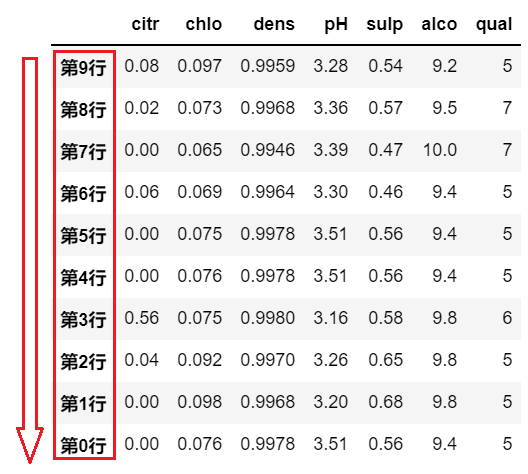 citr chlo dens pH sulp alco qual
第9行 0.08 0.097 0.9959 3.28 0.54 9.2 5
第8行 0.02 0.073 0.9968 3.36 0.57 9.5 7
第7行 0.00 0.065 0.9946 3.39 0.47 10.0 7
第6行 0.06 0.069 0.9964 3.30 0.46 9.4 5
第5行 0.00 0.075 0.9978 3.51 0.56 9.4 5
第4行 0.00 0.076 0.9978 3.51 0.56 9.4 5
第3行 0.56 0.075 0.9980 3.16 0.58 9.8 6
第2行 0.04 0.092 0.9970 3.26 0.65 9.8 5
第1行 0.00 0.098 0.9968 3.20 0.68 9.8 5
第0行 0.00 0.076 0.9978 3.51 0.56 9.4 5